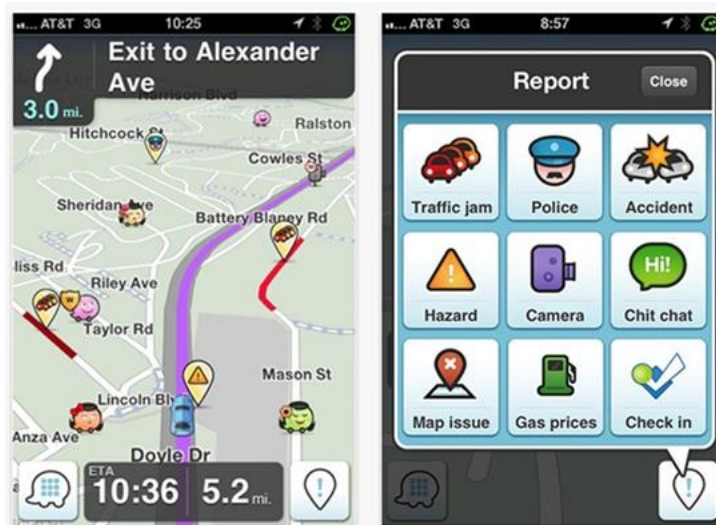 AT&T 3G 10:25
Exit to Alexander
Ave
3.0 mi.
Harrison Blvd
Hitchcock St
Ralston
Cowles St
Sheridan Ave
Battery Blaney Rd
liss Rd
Riley Ave
W
Taylor Rd
Mason St
Lincoln Blv
Anza Ave
Doyle Dr
ETA
10:36 5.2 mi.
AT&T 3G 8:57
Report Close
Traffic jam Police Accident
Hi!
Hazard Camera Chit chat
Map issue Gas prices Check in